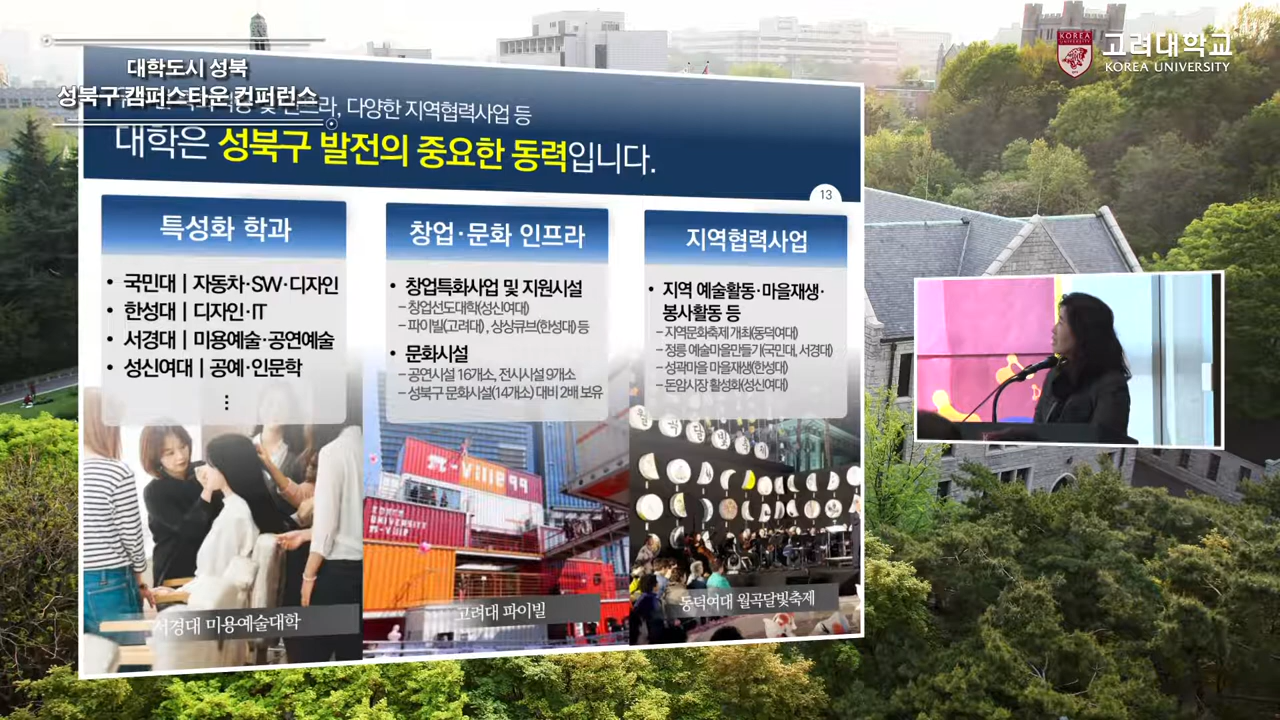 대학도시 성북
성북구 캠퍼스타운 컨퍼런스
고려대학교
KOREA UNIVERSITY
다양한 지역협력사업 등
대학은 성북구 발전의 중요한 동력입니다.
13
특성화 학과
• 국민대 | 자동차·SW·디자인
• 한성대 | 디자인·IT
• 서경대 | 미용예술·공연예술
• 성신여대 | 공예·인문학
⋮
창업·문화 인프라
• 창업특화사업 및 지원시설
– 창업선도대학(성신여대)
– 파이빌(고려대) , 상상큐브(한성대) 등
• 문화시설
– 공연시설 16개소, 전시시설 9개소
– 성북구 문화시설(14개소) 대비 2배 보유
지역협력사업
• 지역 예술활동·마을재생·
봉사활동 등
– 지역문화축제 개최(동덕여대)
– 정릉 예술마을만들기(국민대, 서경대)
– 성곽마을 마을재생(한성대)
– 돈암시장 활성화(성신여대)
π-Ville 99
KOREA
UNIVERSITY
π-Ville
월곡달빛축제
서경대 미용예술대학
고려대 파이빌
동덕여대 월곡달빛축제